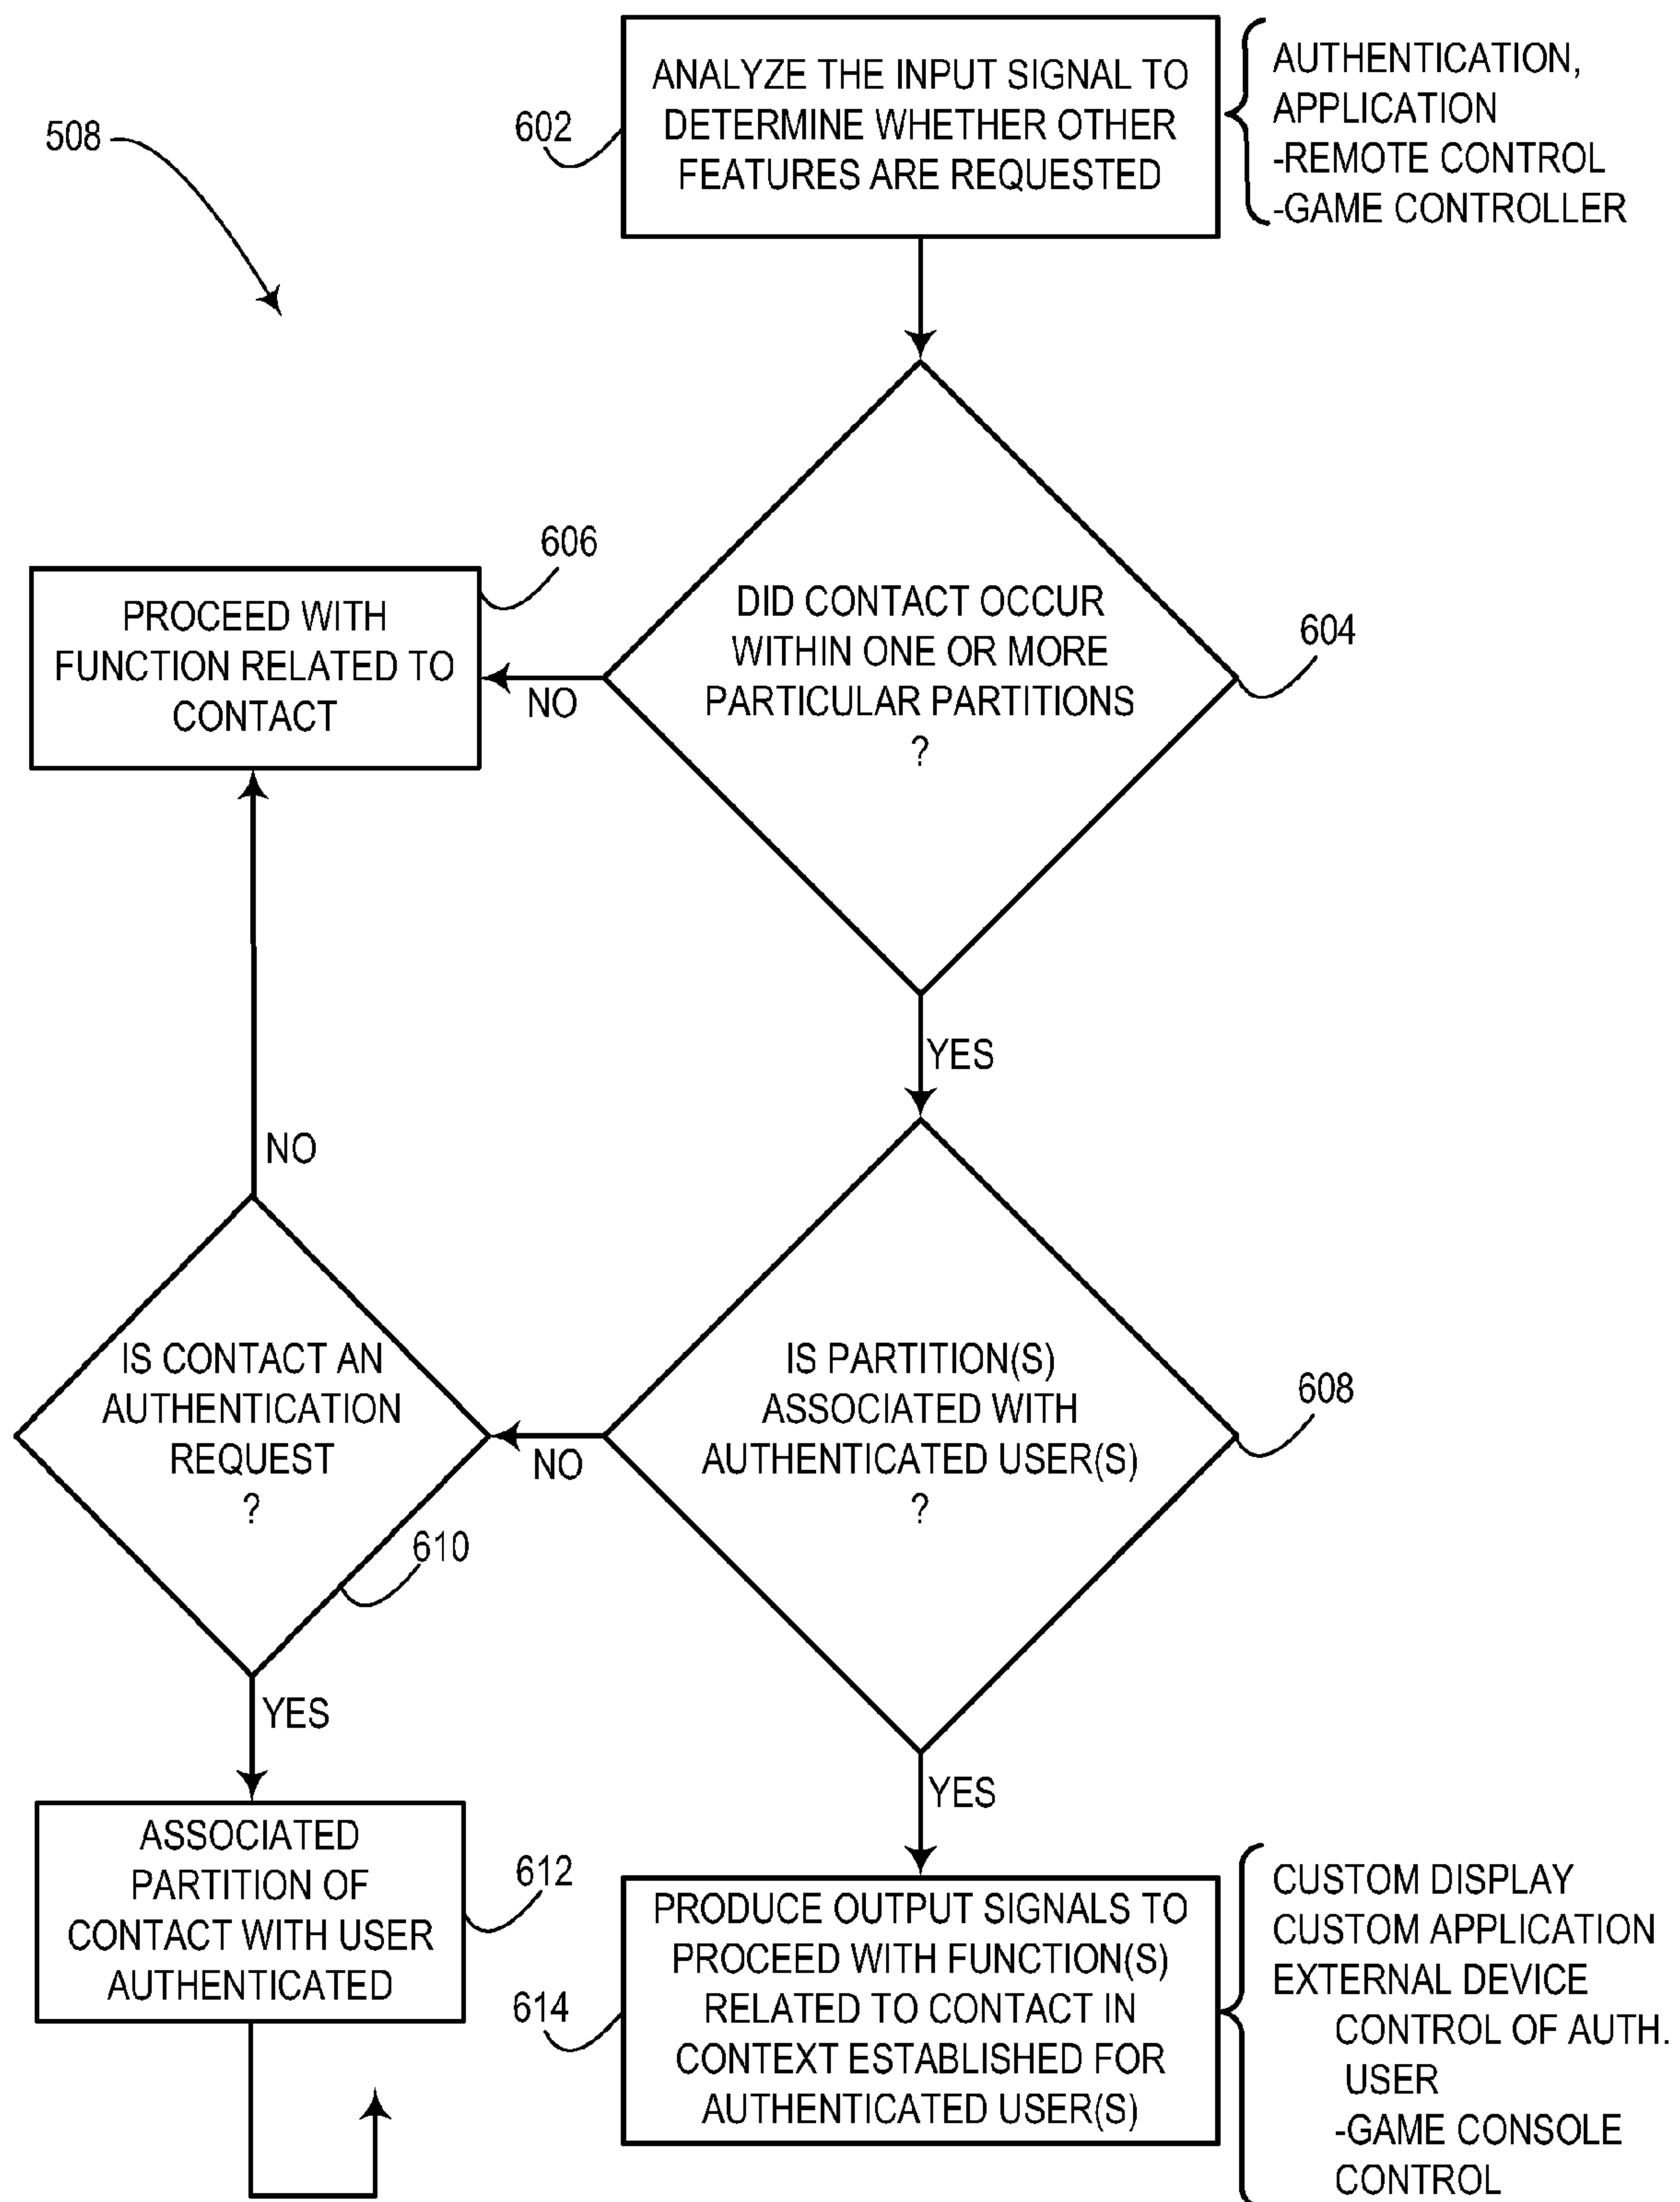 508
602
ANALYZE THE INPUT SIGNAL TO
DETERMINE WHETHER OTHER
FEATURES ARE REQUESTED
AUTHENTICATION,
APPLICATION
-REMOTE CONTROL
-GAME CONTROLLER
606
PROCEED WITH
FUNCTION RELATED TO
CONTACT
NO
DID CONTACT OCCUR
WITHIN ONE OR MORE
PARTICULAR PARTITIONS
?
604
YES
NO
IS CONTACT AN
AUTHENTICATION
REQUEST
?
610
NO
IS PARTITION(S)
ASSOCIATED WITH
AUTHENTICATED USER(S)
?
608
YES
YES
ASSOCIATED
PARTITION OF
CONTACT WITH USER
AUTHENTICATED
612
614
PRODUCE OUTPUT SIGNALS TO
PROCEED WITH FUNCTION(S)
RELATED TO CONTACT IN
CONTEXT ESTABLISHED FOR
AUTHENTICATED USER(S)
CUSTOM DISPLAY
CUSTOM APPLICATION
EXTERNAL DEVICE
CONTROL OF AUTH.
USER
-GAME CONSOLE
CONTROL